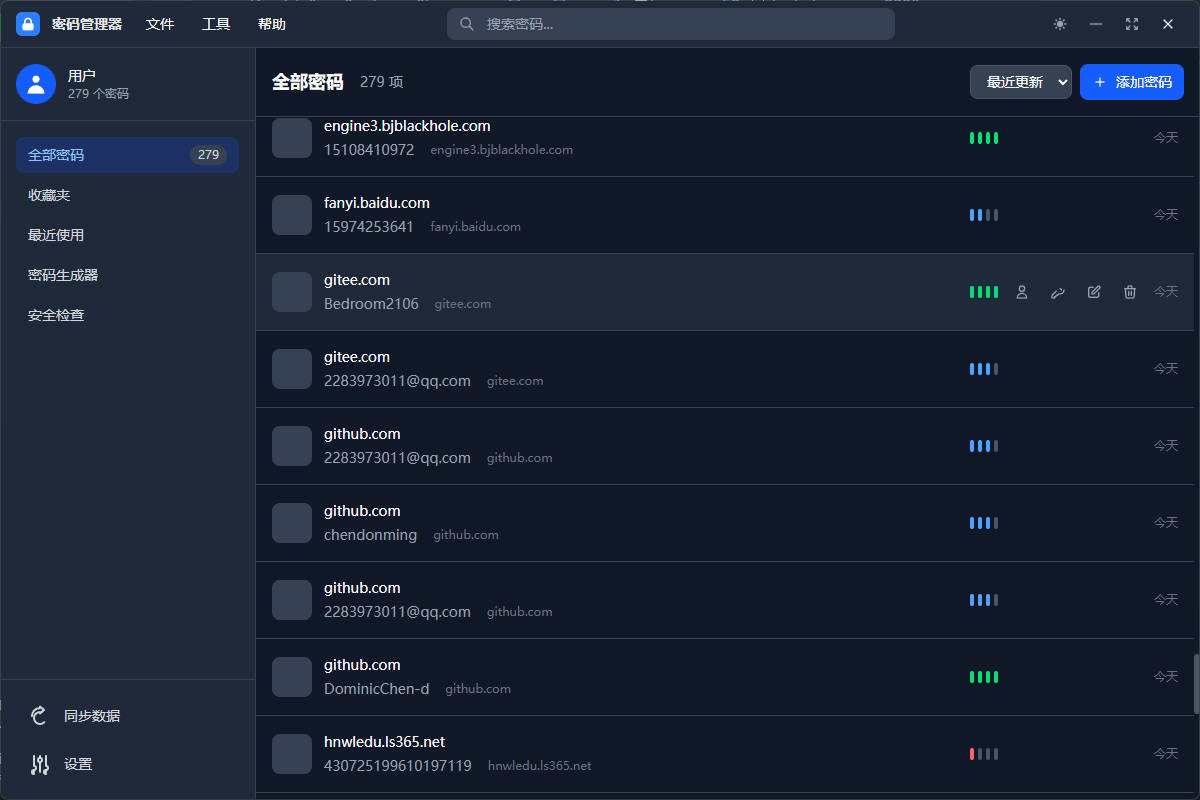 密码管理器 文件 工具 帮助 搜索密码...
用户
279 个密码
全部密码 279
收藏夹
最近使用
密码生成器
安全检查
同步数据
设置
全部密码 279 项 最近更新 + 添加密码
engine3.bjblackhole.com
15108410972 engine3.bjblackhole.com 今天
fanyi.baidu.com
15974253641 fanyi.baidu.com 今天
gitee.com
Bedroom2106 gitee.com 今天
gitee.com
2283973011@qq.com gitee.com 今天
github.com
2283973011@qq.com github.com 今天
github.com
chendonming github.com 今天
github.com
2283973011@qq.com github.com 今天
github.com
DominicChen-d github.com 今天
hnwledu.ls365.net
430725199610197119 hnwledu.ls365.net 今天